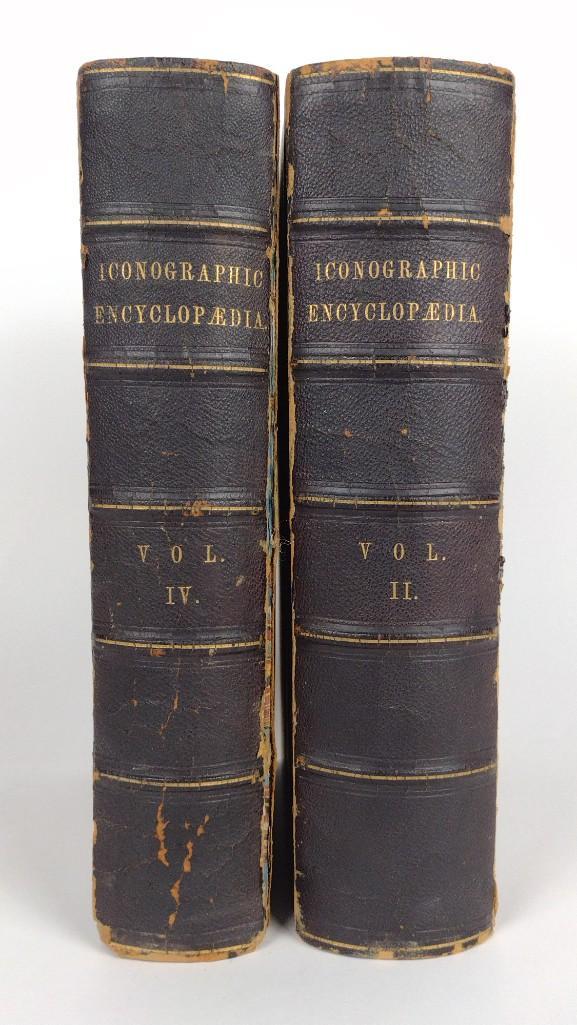 ICONOGRAPHIC
ENCYCLOPÆDIA.
VOL.
IV.
ICONOGRAPHIC
ENCYCLOPÆDIA.
VOL.
II.